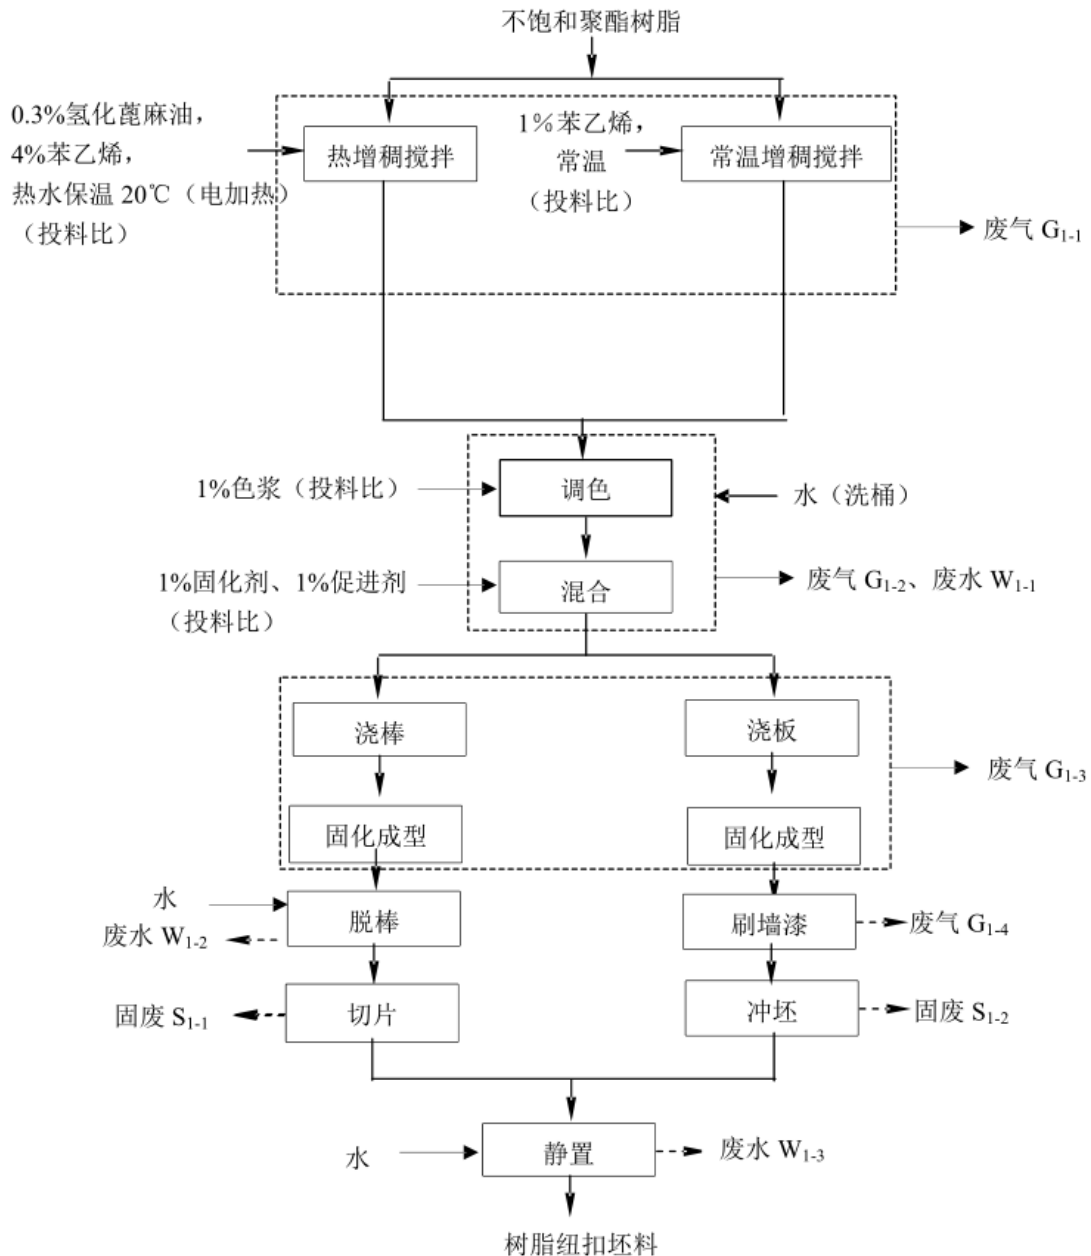 不饱和聚酯树脂
0.3%氢化蓖麻油，
4%苯乙烯，
热水保温 20℃（电加热）
（投料比）
热增稠搅拌
1%苯乙烯，
常温
（投料比）
常温增稠搅拌
废气 G1-1
1%色浆（投料比）
调色
水（洗桶）
1%固化剂、1%促进剂
（投料比）
混合
废气 G1-2、废水 W1-1
浇棒
浇板
废气 G1-3
固化成型
固化成型
水
废水 W1-2
脱棒
刷墙漆
废气 G1-4
固废 S1-1
切片
冲坯
固废 S1-2
水
静置
废水 W1-3
树脂纽扣坯料